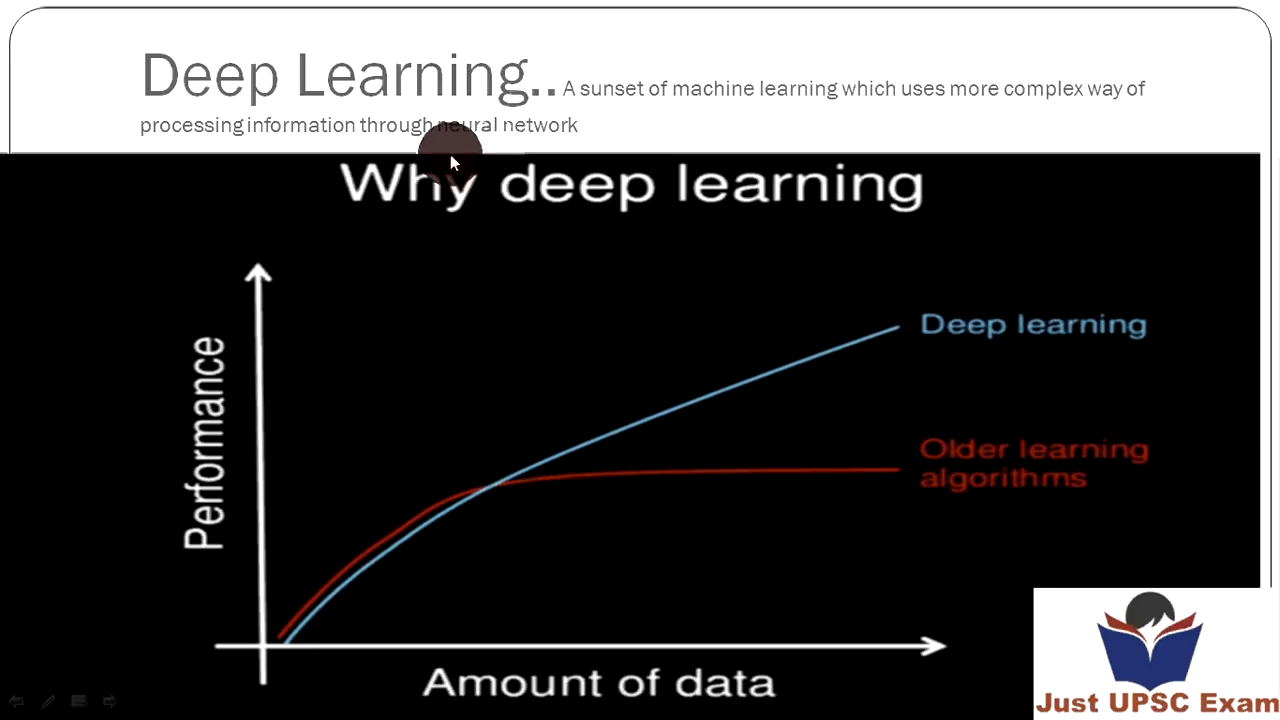 Deep Learning.. A sunset of machine learning which uses more complex way of
processing information through neural network
Why deep learning
Performance
Deep learning
Older learning
algorithms
Amount of data
Just UPSC Exam